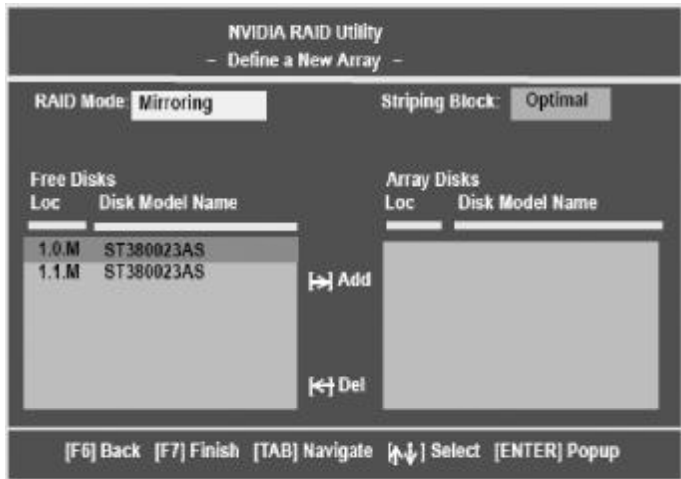 NVIDIA RAID Utility
– Define a New Array –
RAID Mode: Mirroring
Striping Block: Optimal
Free Disks
Loc Disk Model Name
1.0.M ST380023AS
1.1.M ST380023AS
[→] Add
[←] Del
Array Disks
Loc Disk Model Name
[F6] Back [F7] Finish [TAB] Navigate [↑↓] Select [ENTER] Popup